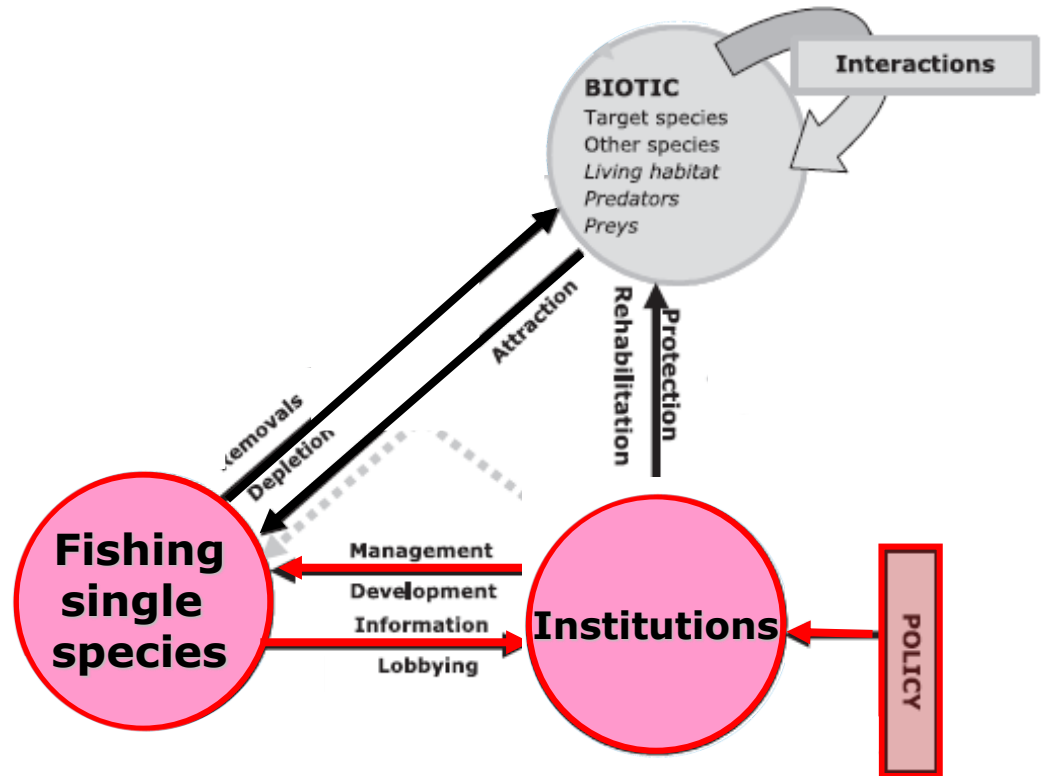 Interactions
BIOTIC
Target species
Other species
Living habitat
Predators
Preys
Attraction
Rehabilitation
Protection
Removals
Depletion
Fishing
single
species
Management
Development
Information
Lobbying
Institutions
POLICY